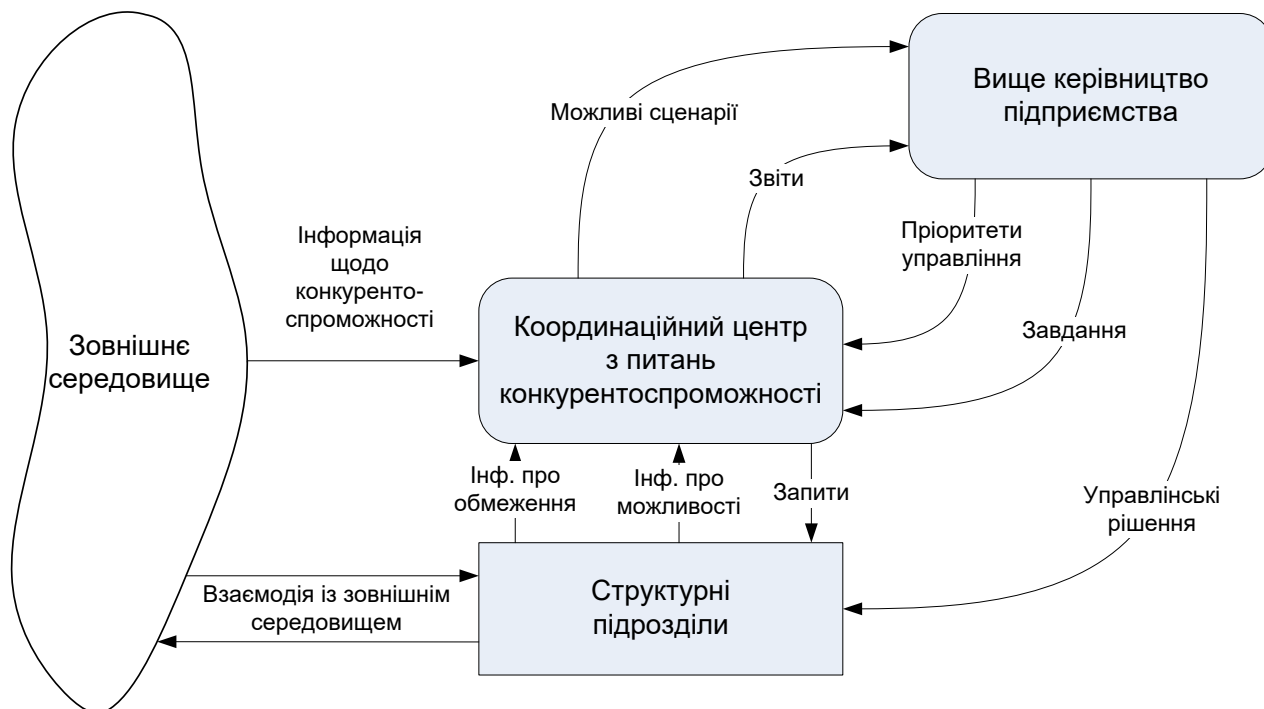 Вище керівництво
підприємства
Можливі сценарії
Звіти
Пріоритети
управління
Інформація
щодо
конкуренто-
спроможності
Координаційний центр
з питань
конкурентоспроможності
Завдання
Зовнішнє
середовище
Інф. про
обмеження
Інф. про
можливості
Запити
Управлінські
рішення
Взаємодія із зовнішнім
середовищем
Структурні
підрозділи